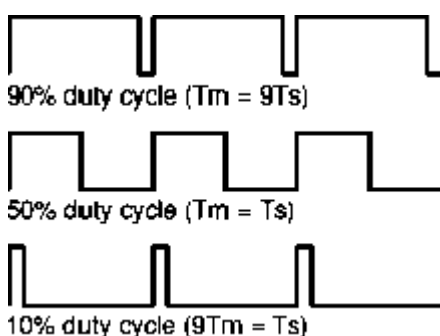 90% duty cycle (Tm = 9Ts)
50% duty cycle (Tm = Ts)
10% duty cycle (9Tm = Ts)